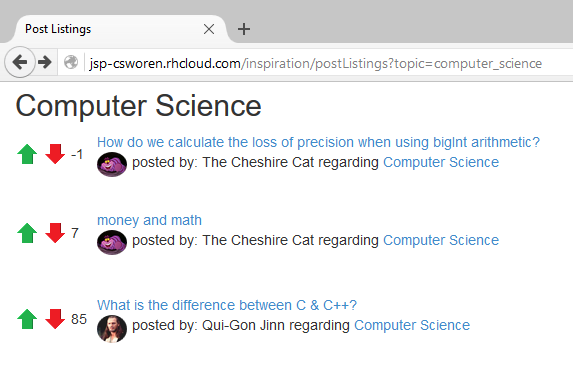 Post Listings
jsp-csworen.rhcloud.com/inspiration/postListings?topic=computer_science
Computer Science
How do we calculate the loss of precision when using bigInt arithmetic?
-1
posted by: The Cheshire Cat regarding Computer Science
money and math
7
posted by: The Cheshire Cat regarding Computer Science
What is the difference between C & C++?
85
posted by: Qui-Gon Jinn regarding Computer Science